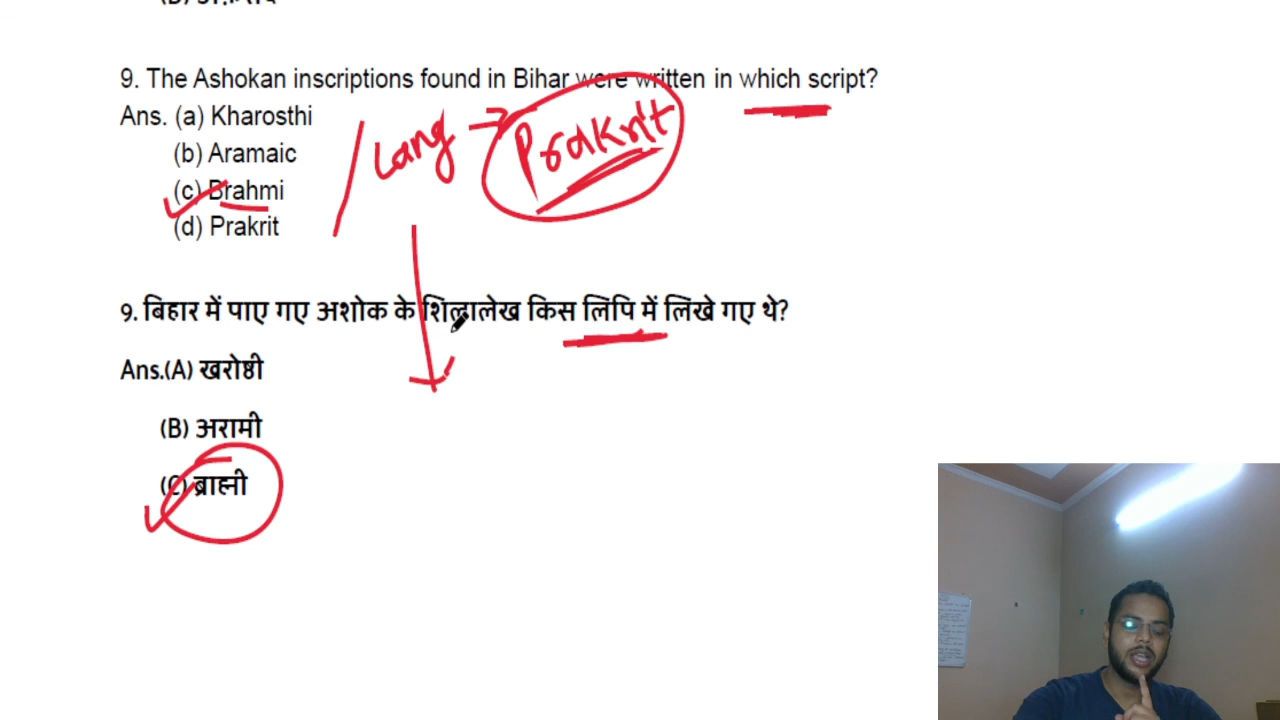 9. The Ashokan inscriptions found in Bihar were written in which script?
Ans. (a) Kharosthi
(b) Aramaic
(c) Brahmi
(d) Prakrit
Lang → Prakrit
9. बिहार में पाए गए अशोक के शिलालेख किस लिपि में लिखे गए थे?
Ans.(A) खरोष्ठी
(B) अरामी
(C) ब्राह्मी